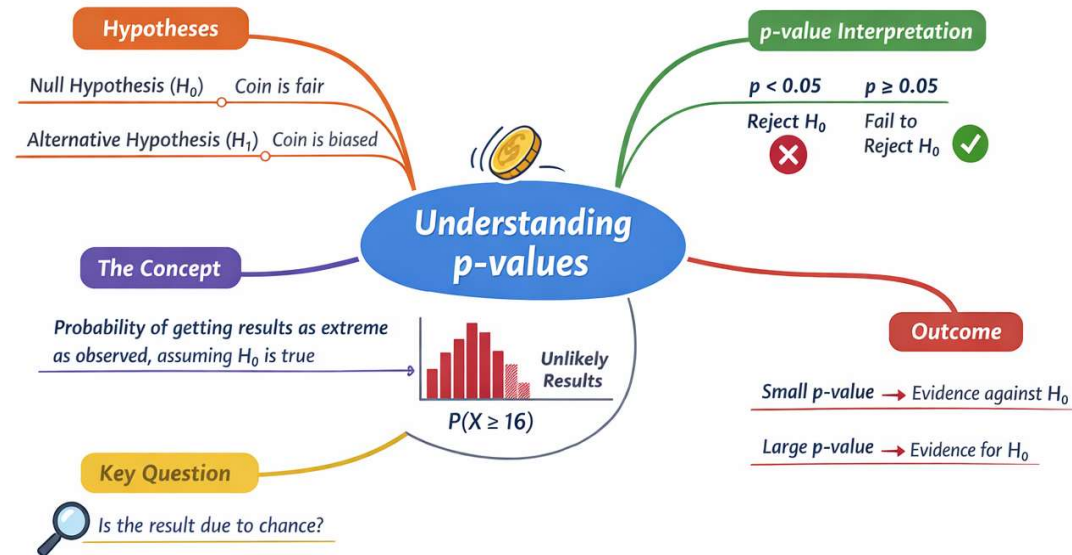 Hypotheses
Null Hypothesis (H₀) Coin is fair
Alternative Hypothesis (H₁) Coin is biased
p-value Interpretation
p < 0.05 p ≥ 0.05
Reject H₀
Fail to
Reject H₀
Understanding
p-values
The Concept
Probability of getting results as extreme
as observed, assuming H₀ is true
Unlikely
Results
P(X ≥ 16)
Outcome
Small p-value → Evidence against H₀
Large p-value → Evidence for H₀
Key Question
Is the result due to chance?